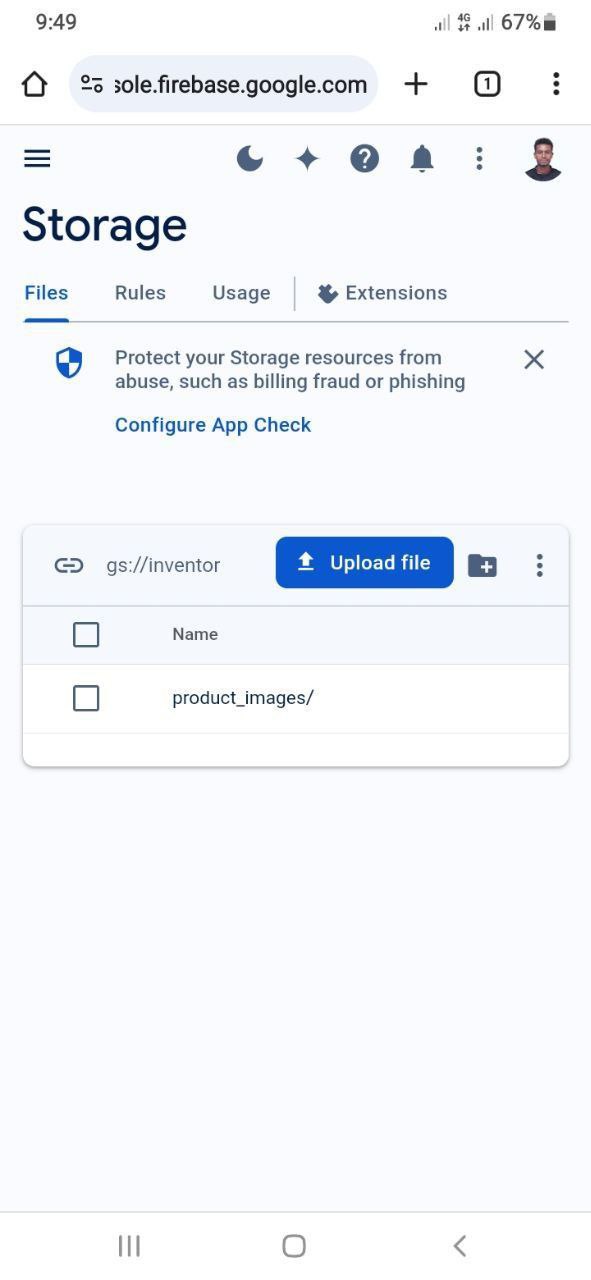 9:49
4G
67%
sole.firebase.google.com
1
Storage
Files
Rules
Usage
Extensions
Protect your Storage resources from
abuse, such as billing fraud or phishing
Configure App Check
gs://inventor
Upload file
Name
product_images/